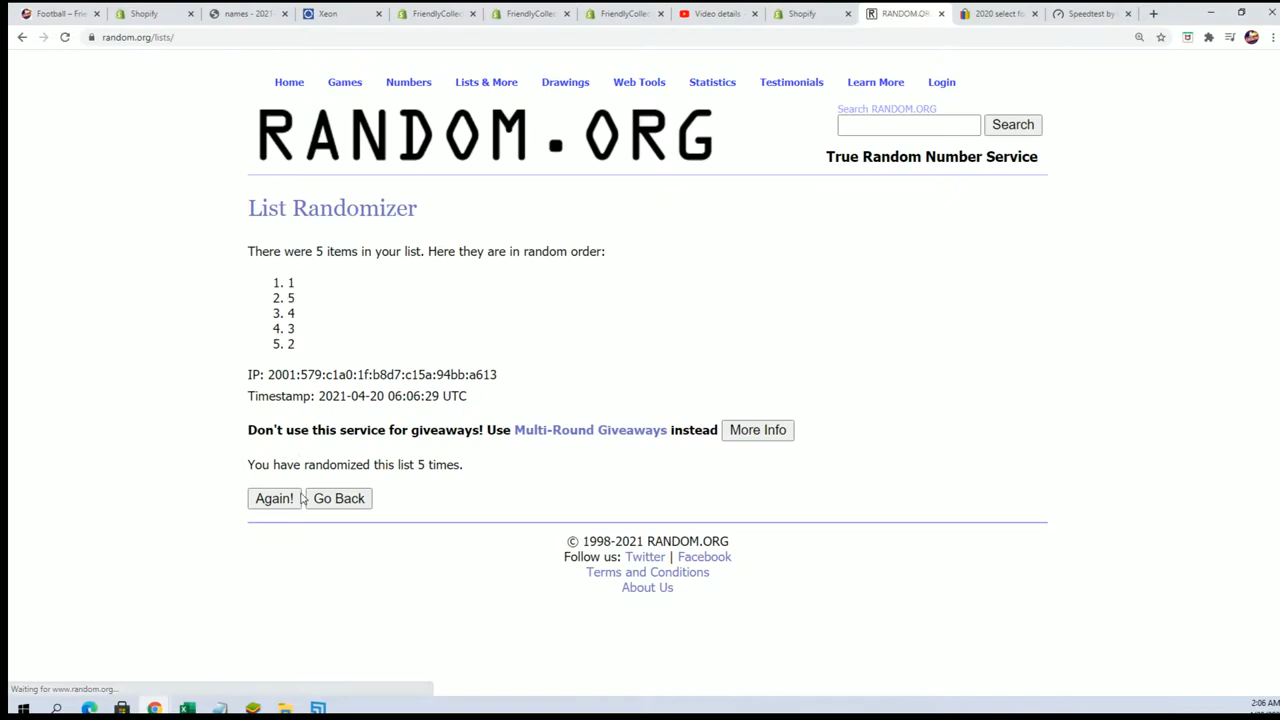 Football – Frie
Shopify
names - 2021
Xeon
FriendlyCollec
FriendlyCollec
FriendlyCollec
Video details
Shopify
RANDOM.OR
2020 select fo
Speedtest by
random.org/lists/
Home Games Numbers Lists & More Drawings Web Tools Statistics Testimonials Learn More Login
RANDOM.ORG
Search RANDOM.ORG
Search
True Random Number Service
List Randomizer
There were 5 items in your list. Here they are in random order:
1. 1
2. 5
3. 4
4. 3
5. 2
IP: 2001:579:c1a0:1f:b8d7:c15a:94bb:a613
Timestamp: 2021-04-20 06:06:29 UTC
Don't use this service for giveaways! Use Multi-Round Giveaways instead More Info
You have randomized this list 5 times.
Again! Go Back
© 1998-2021 RANDOM.ORG
Follow us: Twitter | Facebook
Terms and Conditions
About Us
Waiting for www.random.org...
2:06 AM